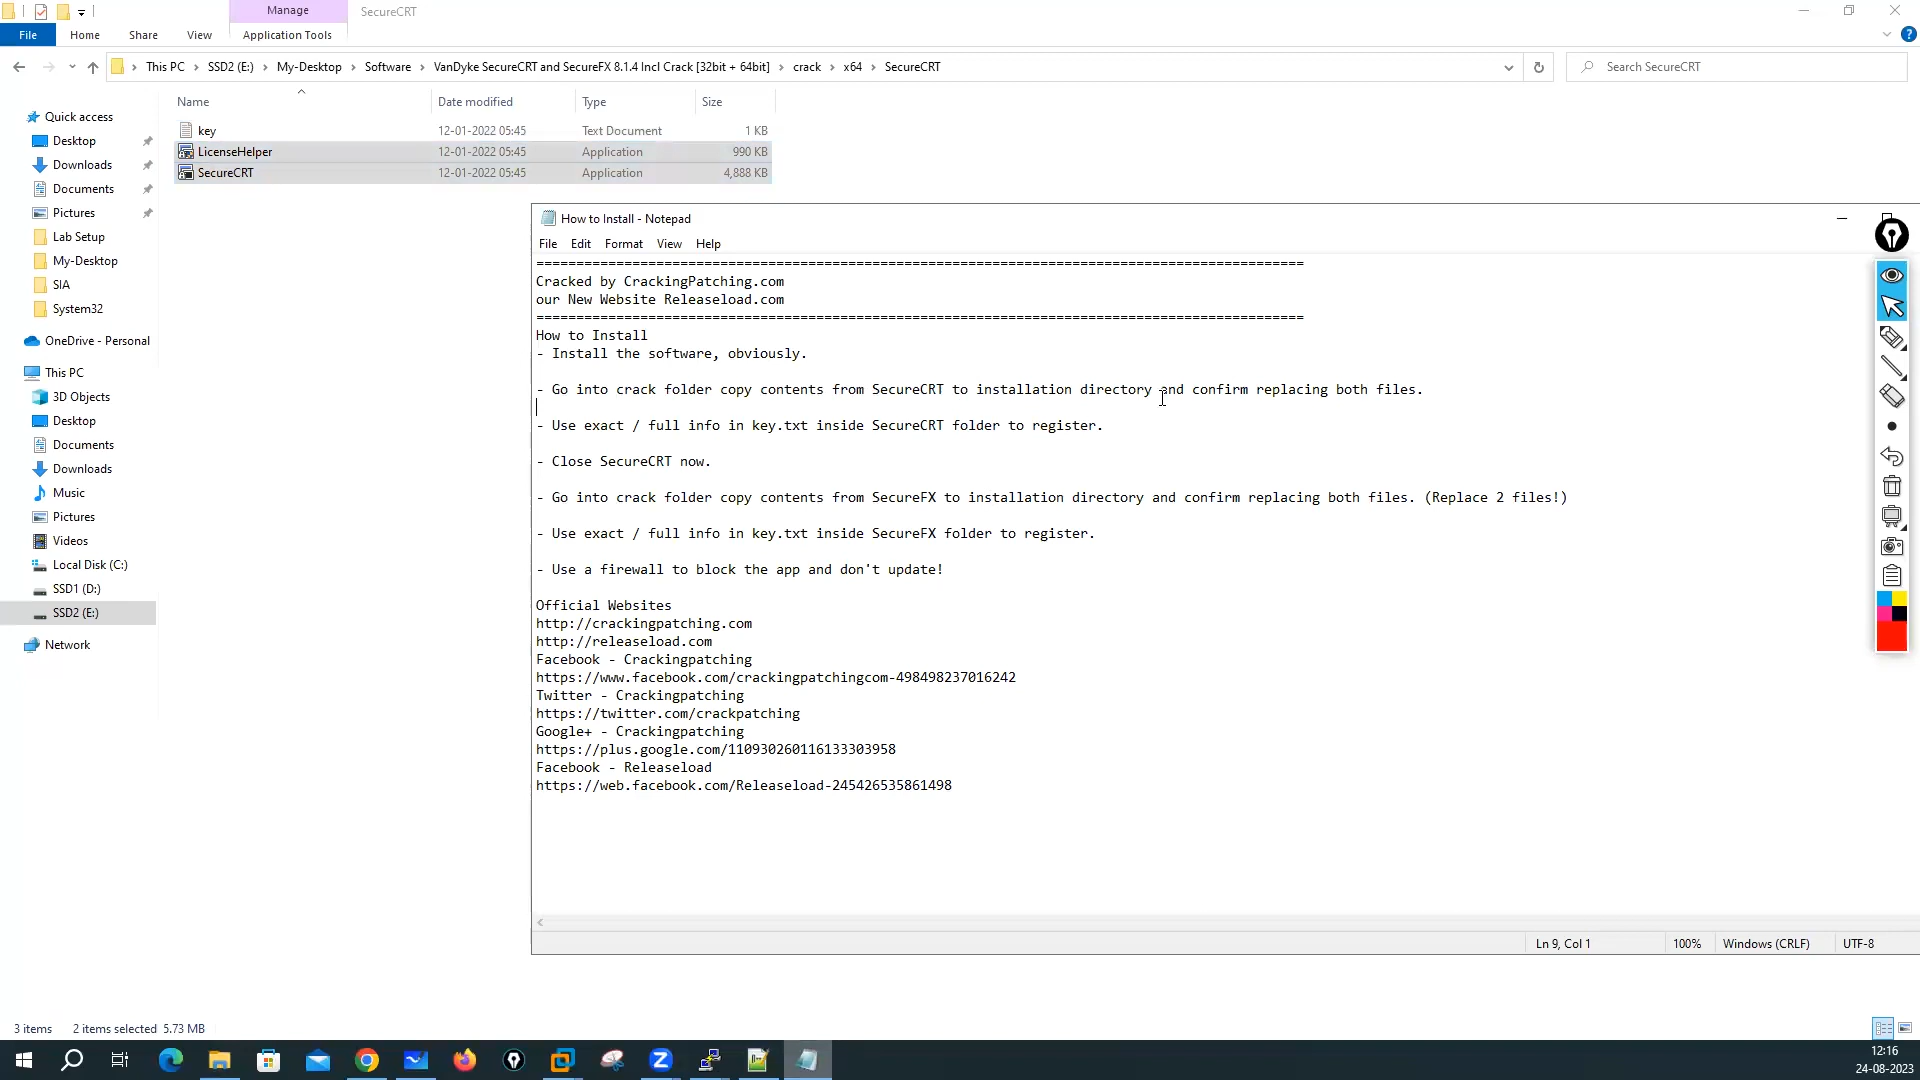 Manage
SecureCRT
File
Home
Share
View
Application Tools
This PC
SSD2 (E:)
My-Desktop
Software
VanDyke SecureCRT and SecureFX 8.1.4 Incl Crack [32bit + 64bit]
crack
x64
SecureCRT
Search SecureCRT
Name
Date modified
Type
Size
key
12-01-2022 05:45
Text Document
1 KB
LicenseHelper
12-01-2022 05:45
Application
990 KB
SecureCRT
12-01-2022 05:45
Application
4,888 KB
Quick access
Desktop
Downloads
Documents
Pictures
Lab Setup
My-Desktop
SIA
System32
OneDrive - Personal
This PC
3D Objects
Desktop
Documents
Downloads
Music
Pictures
Videos
Local Disk (C:)
SSD1 (D:)
SSD2 (E:)
Network
How to Install - Notepad
File
Edit
Format
View
Help
================================================================================================
Cracked by CrackingPatching.com
our New Website Releaseload.com
================================================================================================
How to Install
- Install the software, obviously.
- Go into crack folder copy contents from SecureCRT to installation directory and confirm replacing both files.
- Use exact / full info in key.txt inside SecureCRT folder to register.
- Close SecureCRT now.
- Go into crack folder copy contents from SecureFX to installation directory and confirm replacing both files. (Replace 2 files!)
- Use exact / full info in key.txt inside SecureFX folder to register.
- Use a firewall to block the app and don't update!
Official Websites
http://crackingpatching.com
http://releaseload.com
Facebook - Crackingpatching
https://www.facebook.com/crackingpatchingcom-498498237016242
Twitter - Crackingpatching
https://twitter.com/crackpatching
Google+ - Crackingpatching
https://plus.google.com/110930260116133303958
Facebook - Releaseload
https://web.facebook.com/Releaseload-245426535861498
Ln 9, Col 1
100%
Windows (CRLF)
UTF-8
3 items
2 items selected 5.73 MB
12:16
24-08-2023